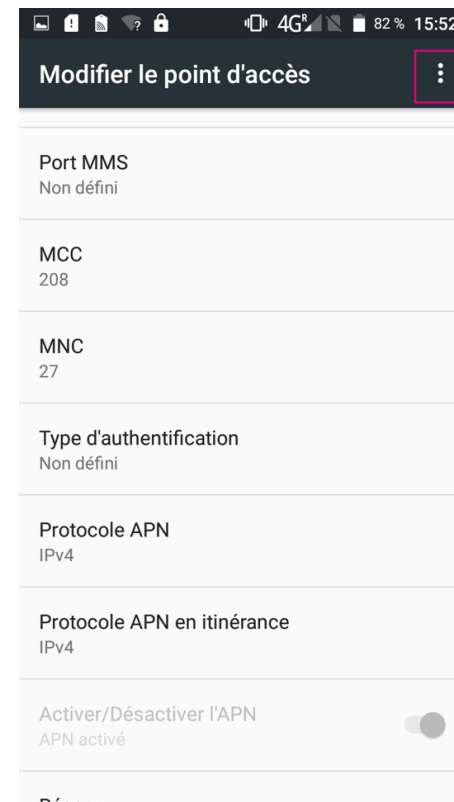 4G R 82 % 15:52
Modifier le point d'accès
Port MMS
Non défini
MCC
208
MNC
27
Type d'authentification
Non défini
Protocole APN
IPv4
Protocole APN en itinérance
IPv4
Activer/Désactiver l'APN
APN activé